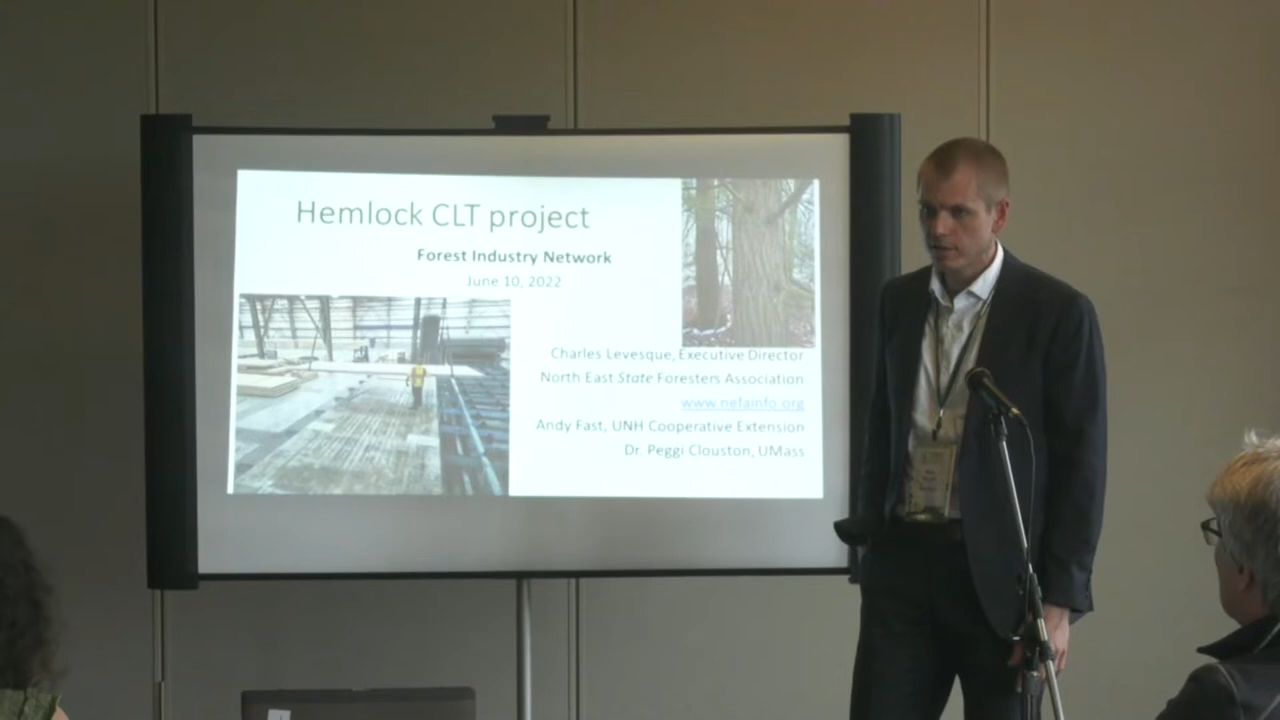 Hemlock CLT project
Forest Industry Network
June 10, 2022
Charles Levesque, Executive Director
North East State Foresters Association
www.nefainfo.org
Andy Fast, UNH Cooperative Extension
Dr. Peggi Clouston, UMass